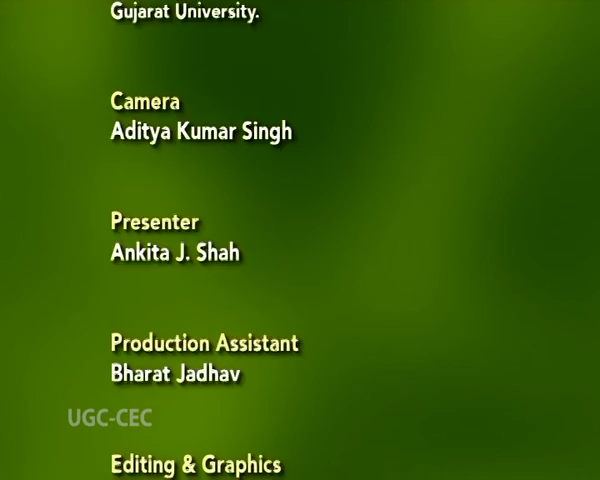 Gujarat University.
Camera
Aditya Kumar Singh
Presenter
Ankita J. Shah
Production Assistant
Bharat Jadhav
UGC-CEC
Editing & Graphics